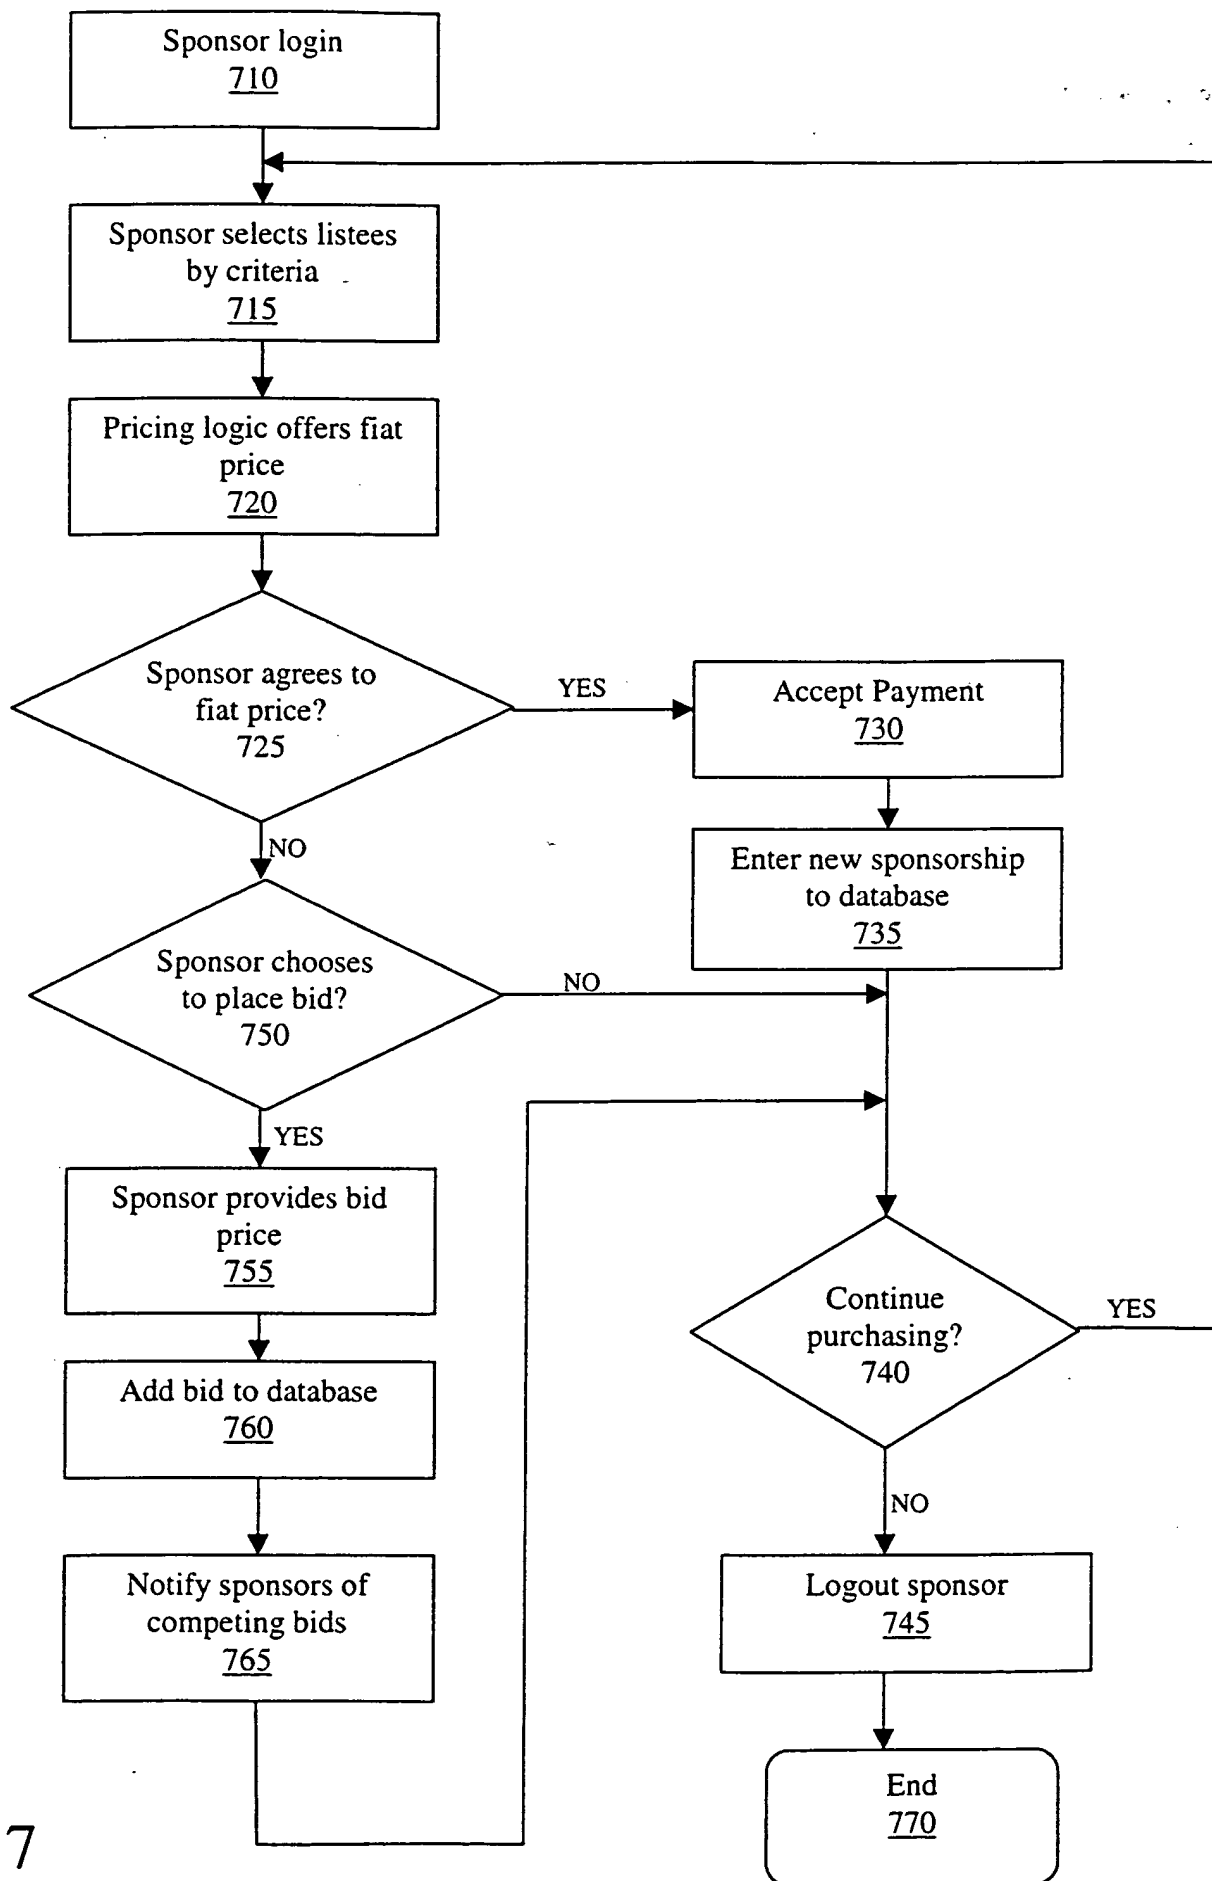 Sponsor login
710
Sponsor selects listees
by criteria
715
Pricing logic offers fiat
price
720
Sponsor agrees to
fiat price?
725
YES
Accept Payment
730
NO
Enter new sponsorship
to database
735
Sponsor chooses
to place bid?
750
NO
YES
Sponsor provides bid
price
755
Continue
purchasing?
740
YES
Add bid to database
760
NO
Notify sponsors of
competing bids
765
Logout sponsor
745
End
770
7